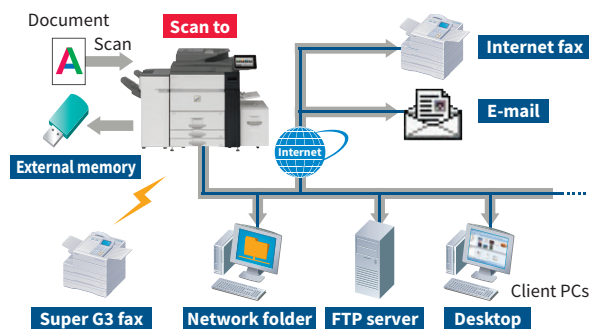 Document
Scan
Scan to
Internet fax
E-mail
Internet
External memory
Client PCs
Super G3 fax
Network folder
FTP server
Desktop